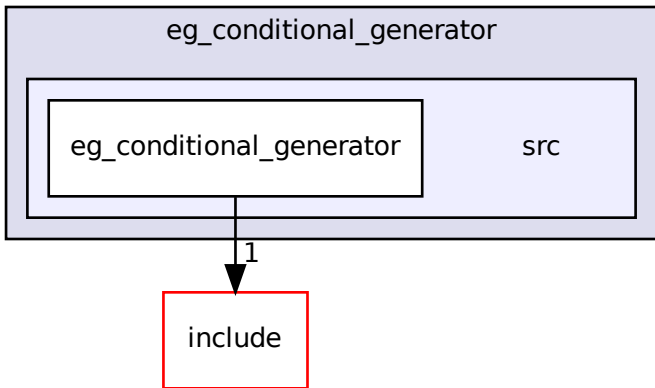 eg_conditional_generator
eg_conditional_generator src
1
include